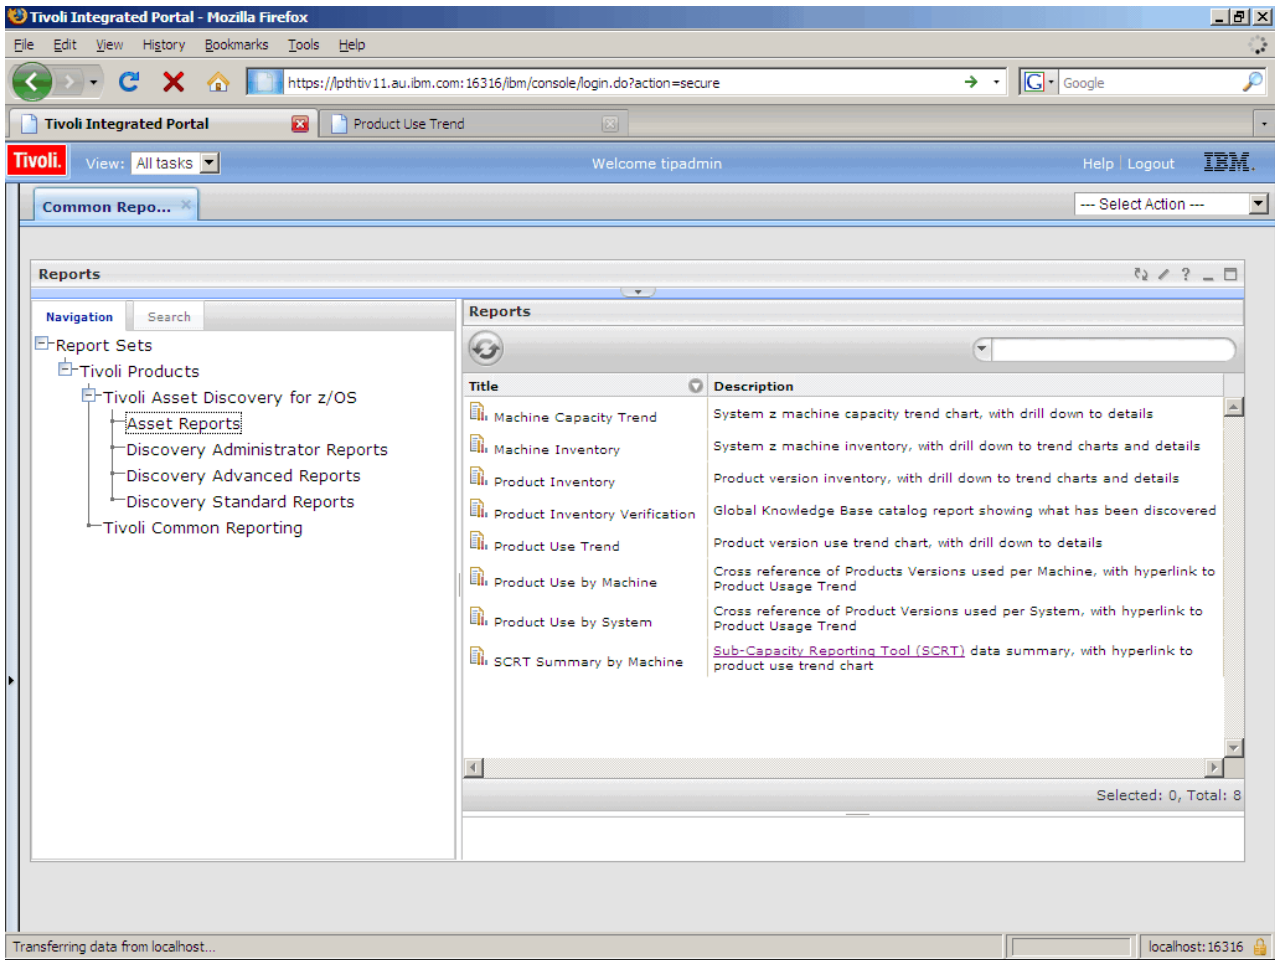 Tivoli Integrated Portal - Mozilla Firefox
File Edit View History Bookmarks Tools Help
https://lpthtiv11.au.ibm.com:16316/ibm/console/login.do?action=secure
G Google
Tivoli Integrated Portal
Product Use Trend
Tivoli. View: All tasks Welcome tipadmin Help | Logout IBM.
Common Repo...
--- Select Action ---
Reports
Navigation Search
Report Sets
Tivoli Products
Tivoli Asset Discovery for z/OS
Asset Reports
Discovery Administrator Reports
Discovery Advanced Reports
Discovery Standard Reports
Tivoli Common Reporting
Reports
Title Description
Machine Capacity Trend System z machine capacity trend chart, with drill down to details
Machine Inventory System z machine inventory, with drill down to trend charts and details
Product Inventory Product version inventory, with drill down to trend charts and details
Product Inventory Verification Global Knowledge Base catalog report showing what has been discovered
Product Use Trend Product version use trend chart, with drill down to details
Product Use by Machine Cross reference of Products Versions used per Machine, with hyperlink to
Product Usage Trend
Product Use by System Cross reference of Product Versions used per System, with hyperlink to
Product Usage Trend
SCRT Summary by Machine Sub-Capacity Reporting Tool (SCRT) data summary, with hyperlink to
product use trend chart
Selected: 0, Total: 8
Transferring data from localhost...
localhost:16316